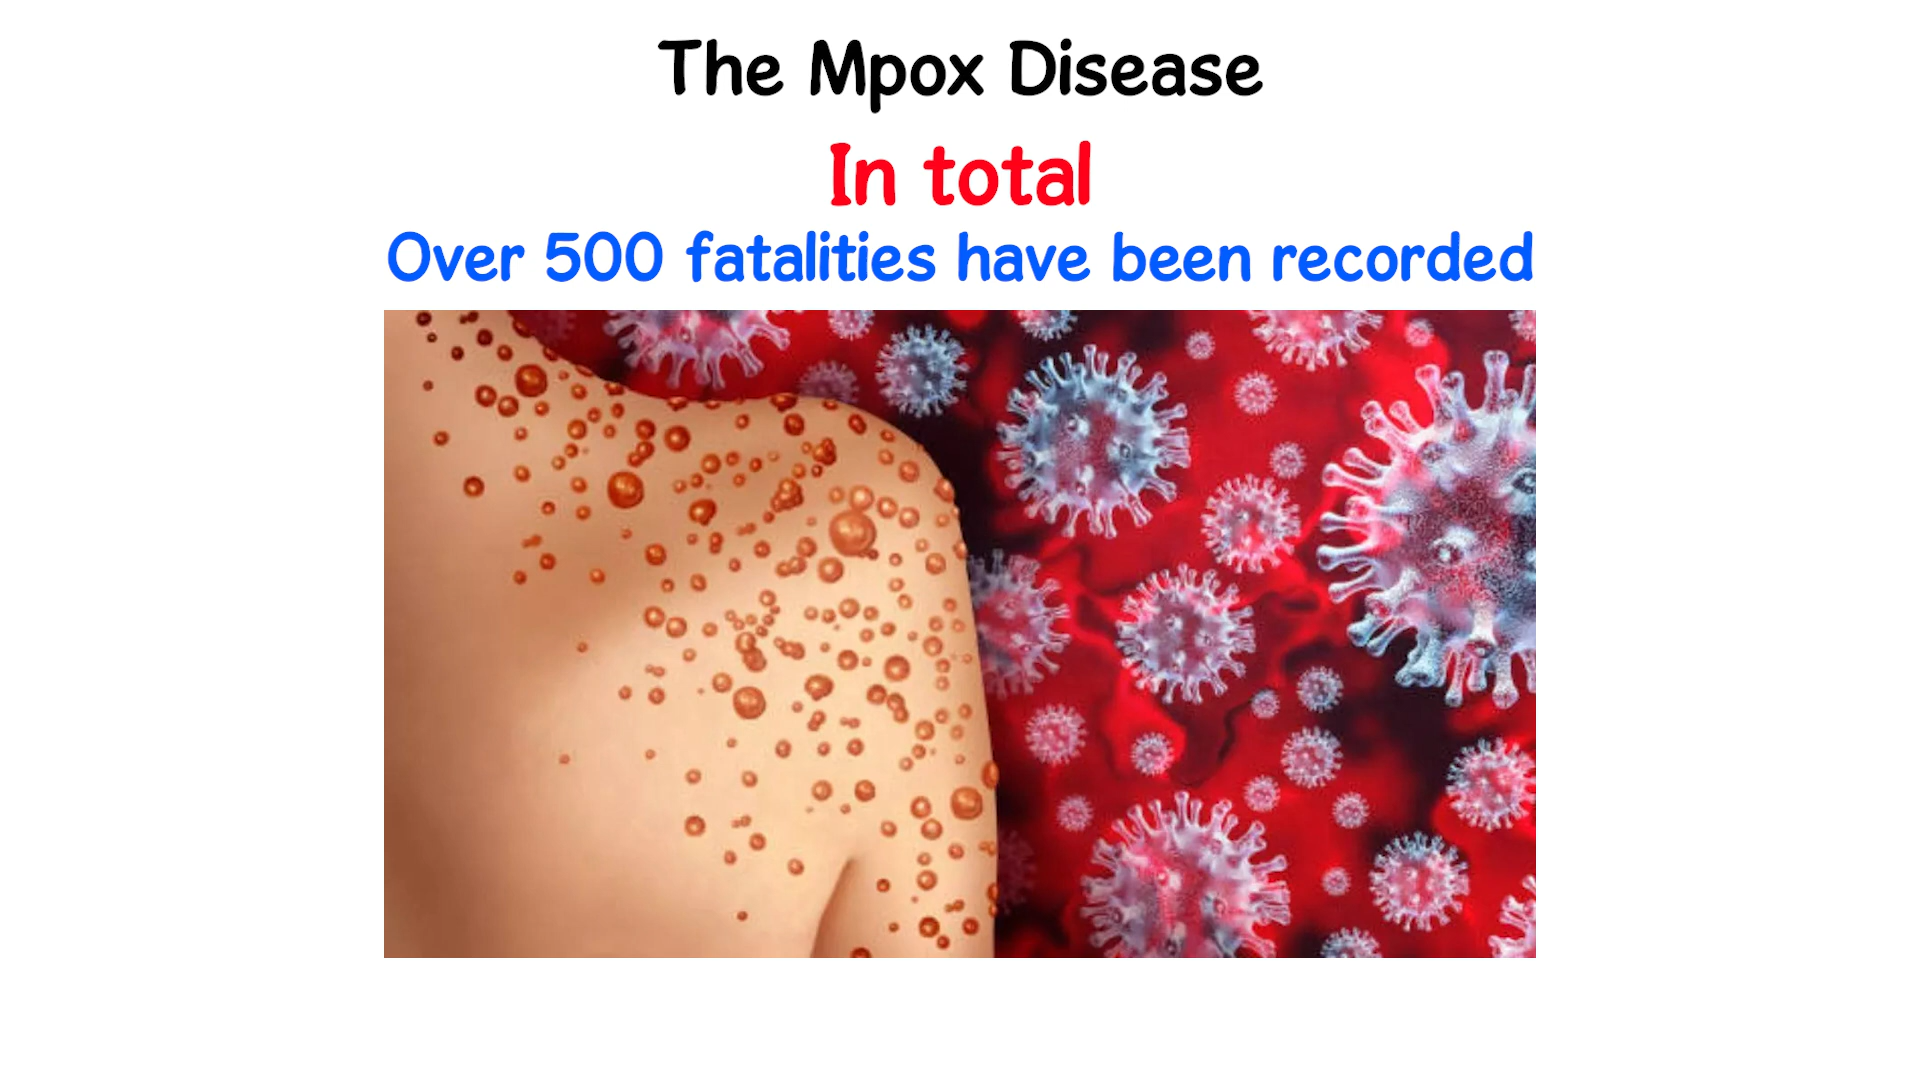 The Mpox Disease
In total
Over 500 fatalities have been recorded